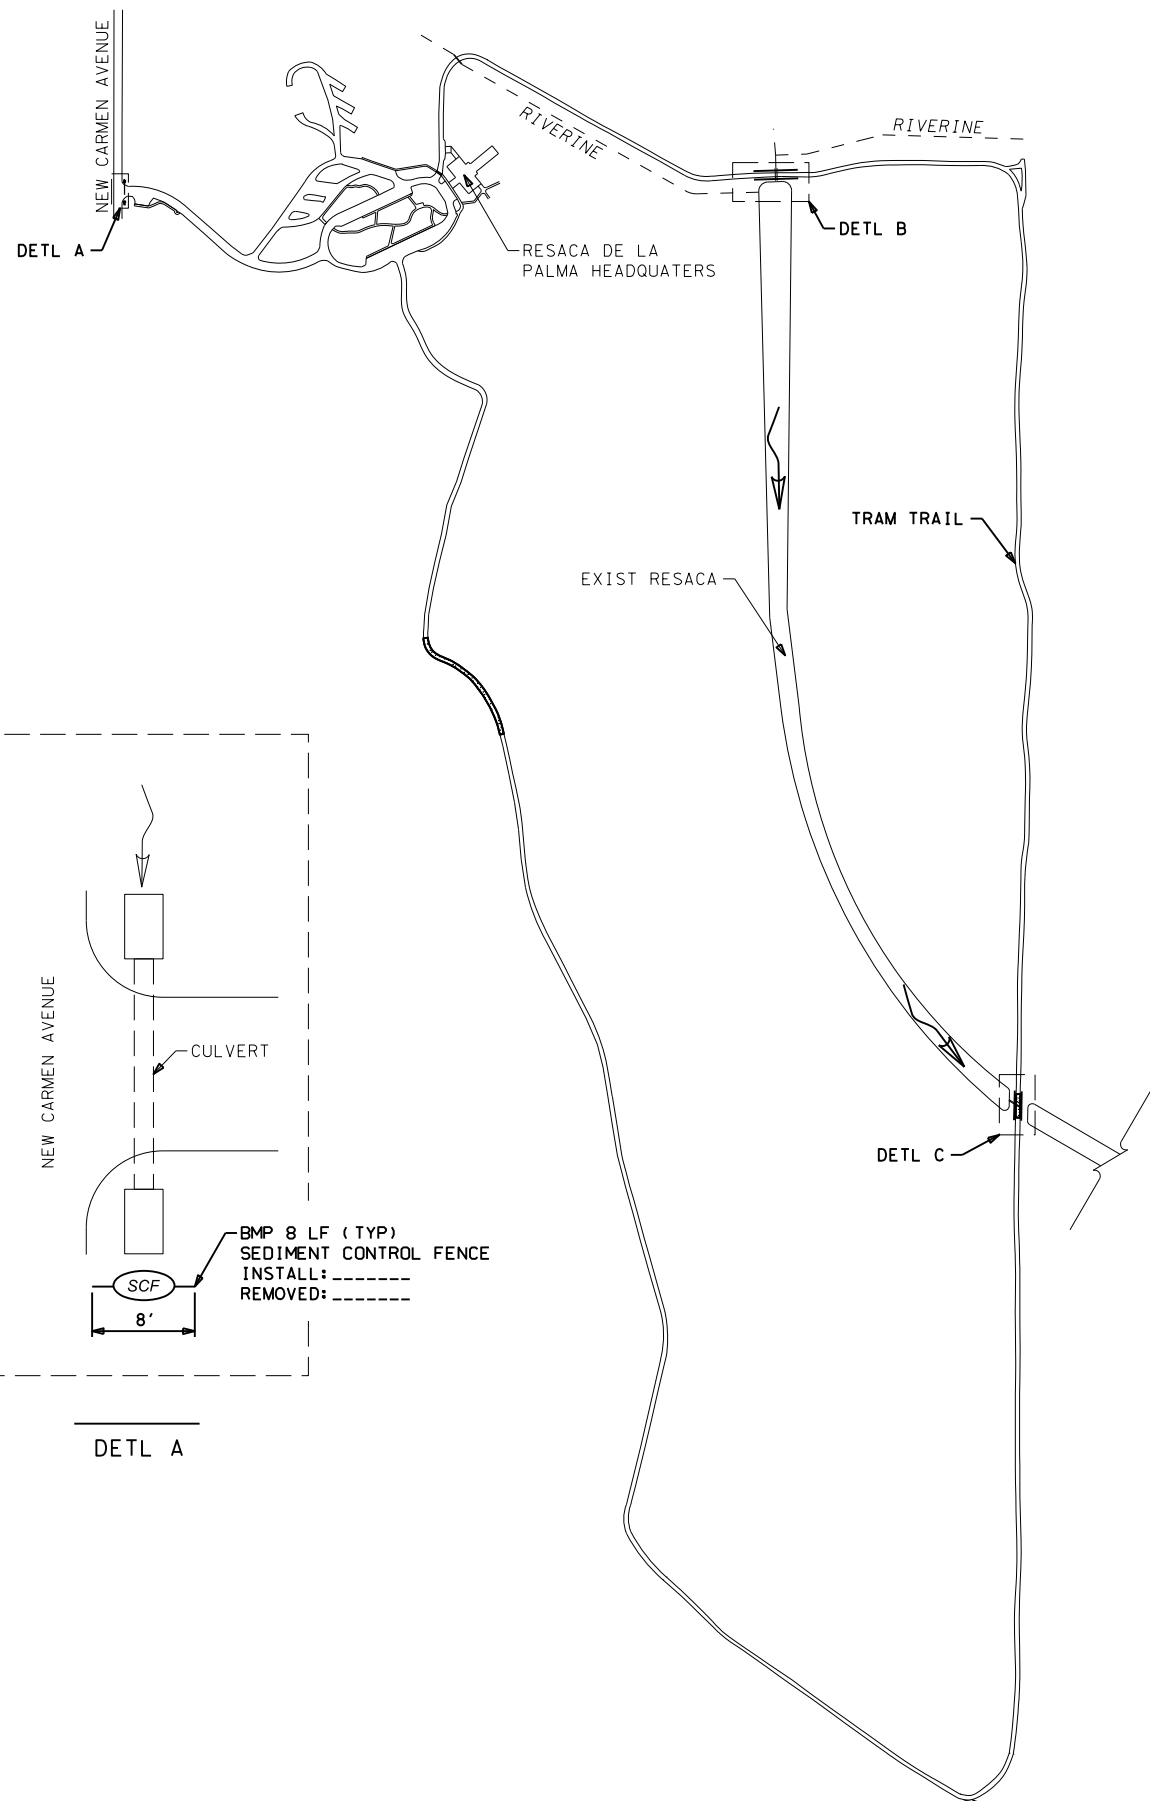 NEW CARMEN AVENUE
RIVERINE
RIVERINE
DETL A
RESACA DE LA
PALMA HEADQUATERS
DETL B
TRAM TRAIL
EXIST RESACA
NEW CARMEN AVENUE
CULVERT
DETL C
BMP 8 LF (TYP)
SEDIMENT CONTROL FENCE
INSTALL: _______
REMOVED: _______
SCF
8'
DETL A